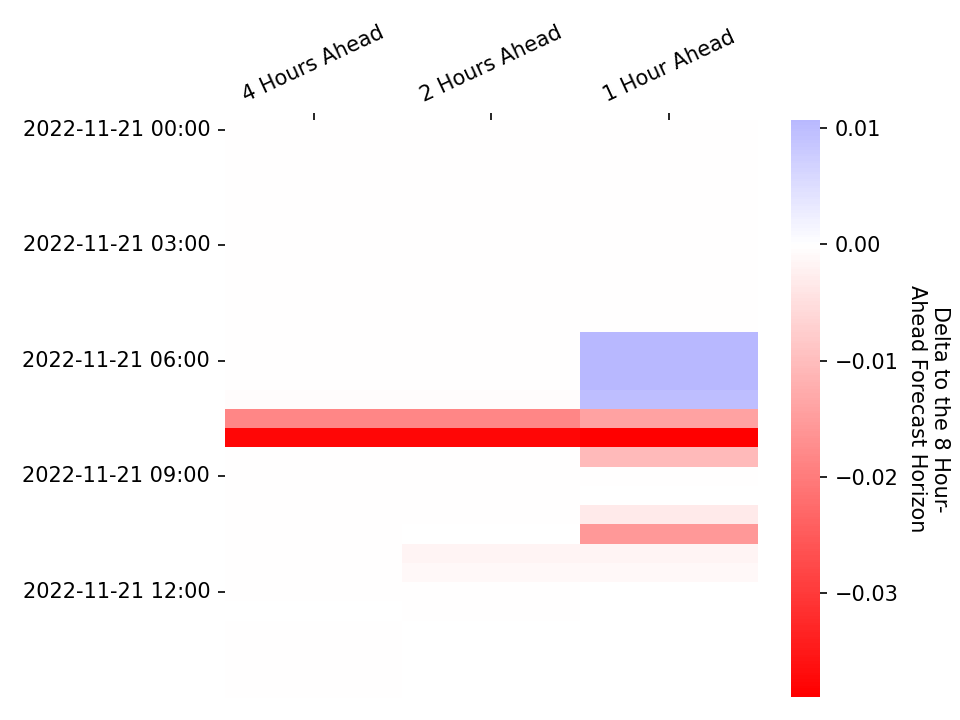 4 Hours Ahead
2 Hours Ahead
1 Hour Ahead
2022-11-21 00:00
2022-11-21 03:00
2022-11-21 06:00
2022-11-21 09:00
2022-11-21 12:00
0.01
0.00
−0.01
−0.02
−0.03
Delta to the 8 Hour-
Ahead Forecast Horizon